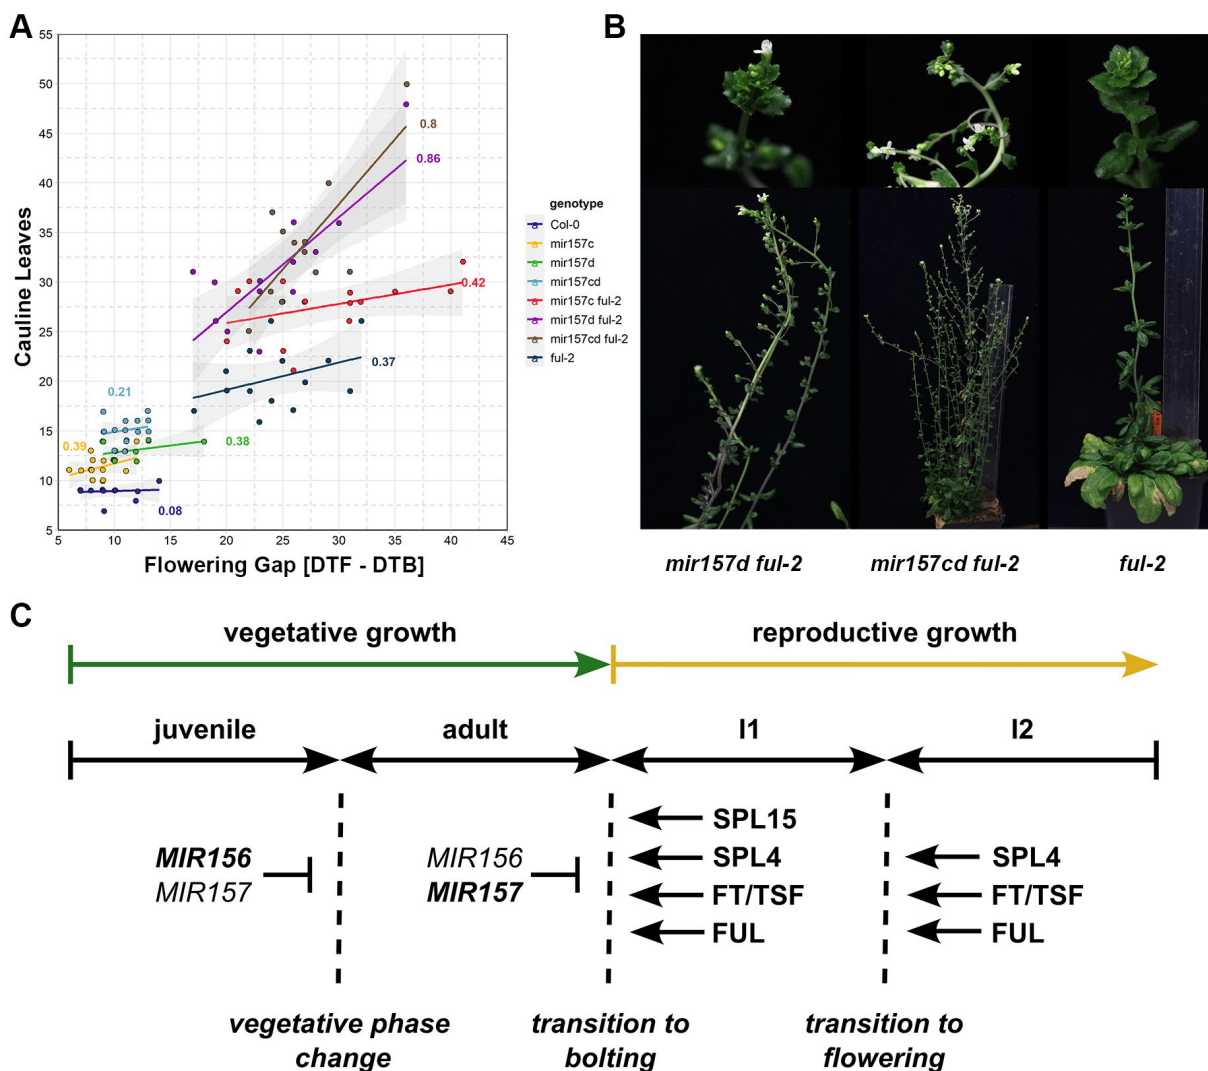 A
B
55
50
45
40
35
30
25
20
15
10
5
Cauline Leaves
0.8
0.86
0.42
0.37
0.21
0.39
0.38
0.08
5
10
15
20
25
30
35
40
45
Flowering Gap [DTF - DTB]
genotype
a Col-0
a mir157c
a mir157d
a mir157cd
a mir157c ful-2
a mir157d ful-2
a mir157cd ful-2
a ful-2
mir157d ful-2
mir157cd ful-2
ful-2
C
vegetative growth
reproductive growth
juvenile
adult
I1
I2
MIR156
MIR157
MIR156
MIR157
SPL15
SPL4
FT/TSF
FUL
SPL4
FT/TSF
FUL
vegetative phase
change
transition to
bolting
transition to
flowering